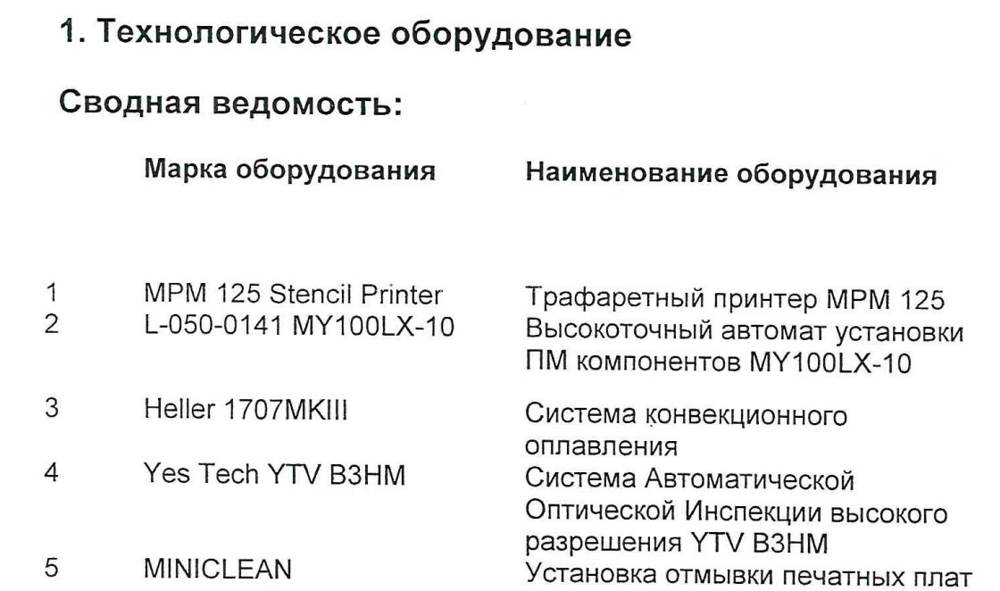 1. Технологическое оборудование
Сводная ведомость:
Марка оборудования Наименование оборудования
1 MPM 125 Stencil Printer Трафаретный принтер MPM 125
2 L-050-0141 MY100LX-10 Высокоточный автомат установки
ПМ компонентов MY100LX-10
3 Heller 1707MKIII Система конвекционного
оплавления
4 Yes Tech YTV B3HM Система Автоматической
Оптической Инспекции высокого
разрешения YTV B3HM
5 MINICLEAN Установка отмывки печатных плат